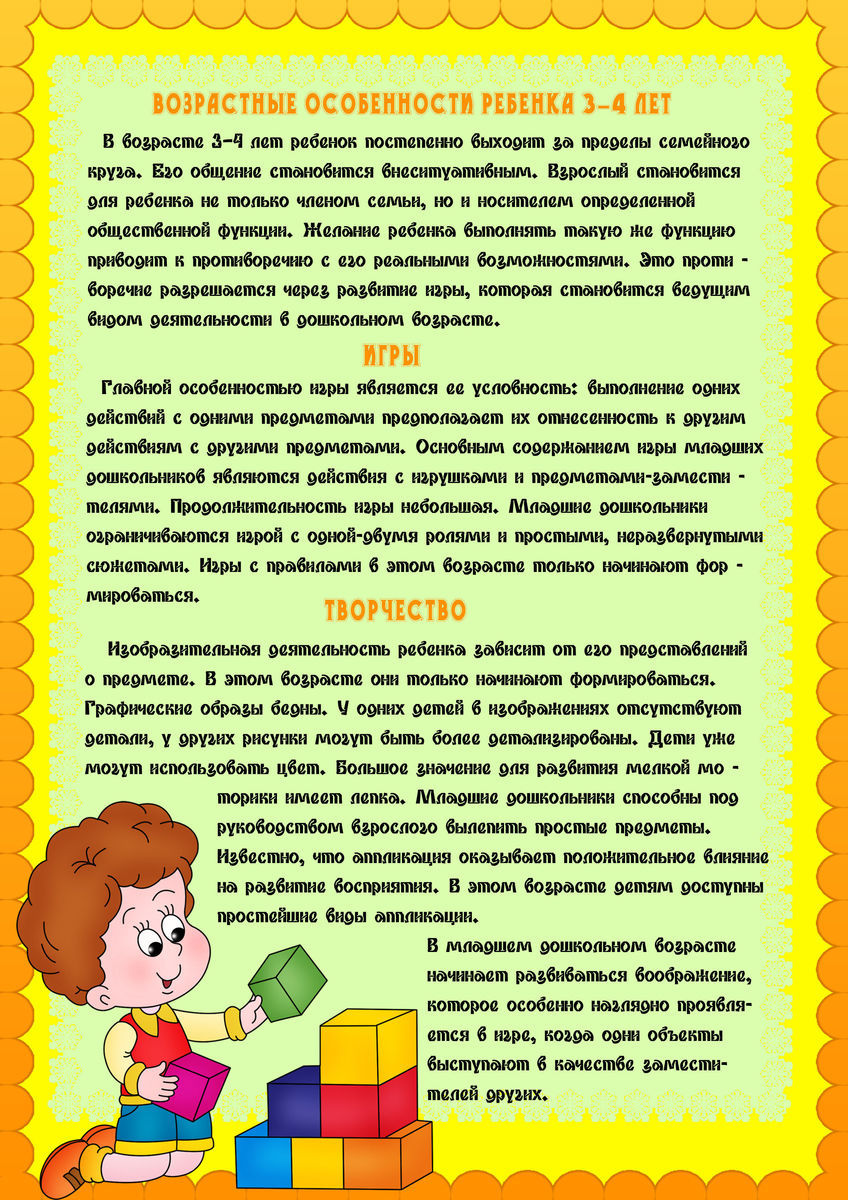 ВОЗРАСТНЫЕ ОСОБЕННОСТИ РЕБЕНКА 3-4 ЛЕТ
В возрасте 3-4 лет ребенок постепенно выходит за пределы семейного
круга. Его общение становится внеситуативным. Взрослый становится
для ребенка не только членом семьи, но и носителем определенной
общественной функции. Желание ребенка выполнять такую же функцию
приводит к противоречию с его реальными возможностями. Это проти -
воречие разрешается через развитие игры, которая становится ведущим
видом деятельности в дошкольном возрасте.
ИГРЫ
Главной особенностью игры является ее условность: выполнение одних
действий с одними предметами предполагает их отнесенность к другим
действиям с другими предметами. Основным содержанием игры младших
дошкольников являются действия с игрушками и предметами-замести -
телями. Продолжительность игры небольшая. Младшие дошкольники
ограничиваются игрой с одной-двумя ролями и простыми, неразвернутыми
сюжетами. Игры с правилами в этом возрасте только начинают фор -
мироваться.
ТВОРЧЕСТВО
Изобразительная деятельность ребенка зависит от его представлений
о предмете. В этом возрасте они только начинают формироваться.
Графические образы бедны. У одних детей в изображениях отсутствуют
детали, у других рисунки могут быть более детализированы. Дети уже
могут использовать цвет. Большое значение для развития мелкой мо -
торики имеет лепка. Младшие дошкольники способны под
руководством взрослого вылепить простые предметы.
Известно, что аппликация оказывает положительное влияние
на развитие восприятия. В этом возрасте детям доступны
простейшие виды аппликации.
В младшем дошкольном возрасте
начинает развиваться воображение,
которое особенно наглядно проявля-
ется в игре, когда одни объекты
выступают в качестве замести-
телей других.